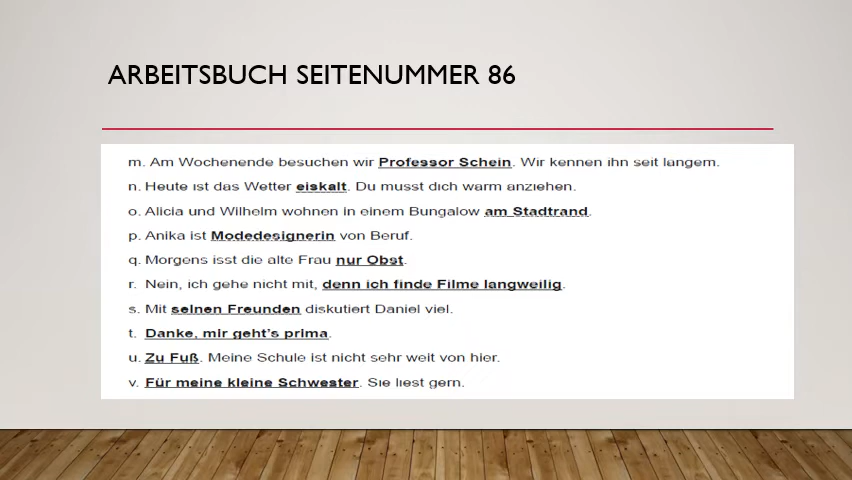 ARBEITSBUCH SEITENUMMER 86
m. Am Wochenende besuchen wir Professor Schein. Wir kennen ihn seit langem.
n. Heute ist das Wetter eiskalt. Du musst dich warm anziehen.
o. Alicia und Wilhelm wohnen in einem Bungalow am Stadtrand.
p. Anika ist Modedesignerin von Beruf.
q. Morgens isst die alte Frau nur Obst.
r. Nein, ich gehe nicht mit, denn ich finde Filme langweilig.
s. Mit seinen Freunden diskutiert Daniel viel.
t. Danke, mir geht's prima.
u. Zu Fuß. Meine Schule ist nicht sehr weit von hier.
v. Für meine kleine Schwester. Sie liest gern.